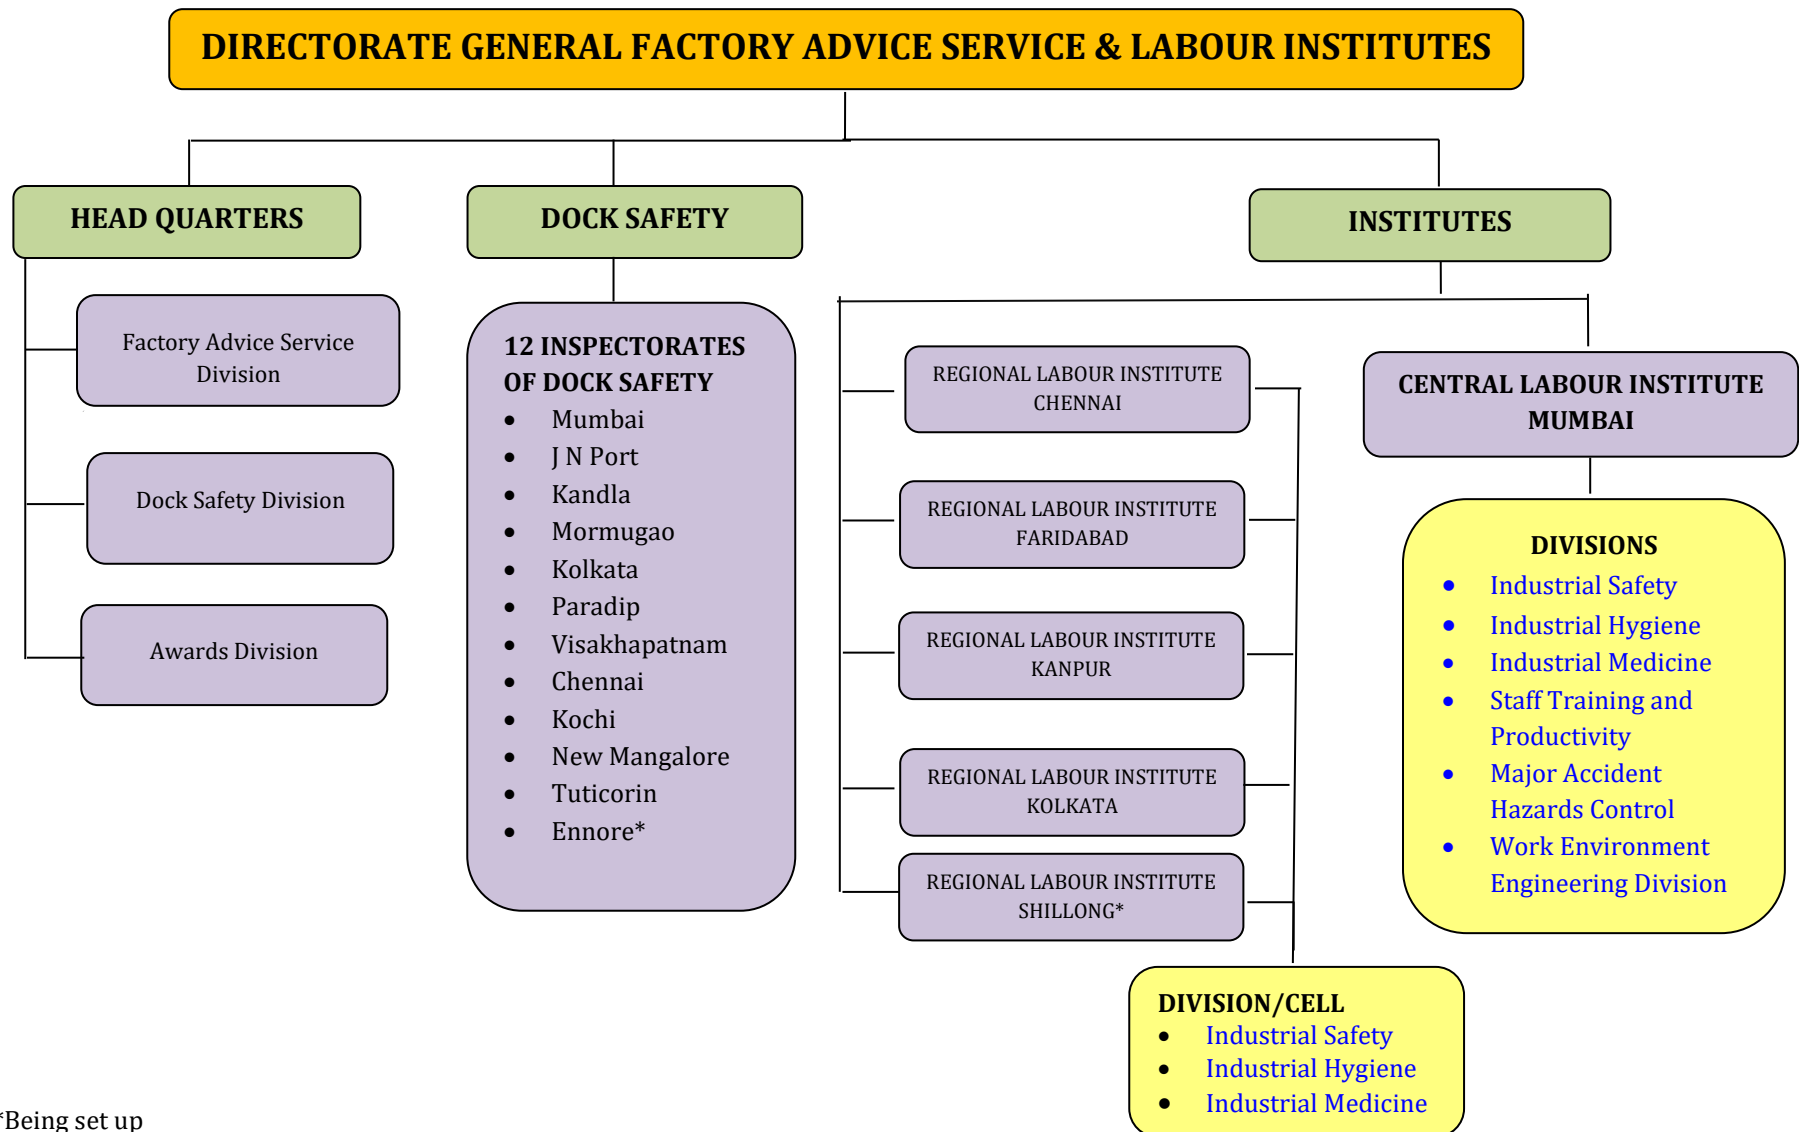 DIRECTORATE GENERAL FACTORY ADVICE SERVICE & LABOUR INSTITUTES
HEAD QUARTERS
Factory Advice Service
Division
Dock Safety Division
Awards Division
DOCK SAFETY
12 INSPECTORATES
OF DOCK SAFETY
• Mumbai
• J N Port
• Kandla
• Mormugao
• Kolkata
• Paradip
• Visakhapatnam
• Chennai
• Kochi
• New Mangalore
• Tuticorin
• Ennore*
INSTITUTES
REGIONAL LABOUR INSTITUTE
CHENNAI
REGIONAL LABOUR INSTITUTE
FARIDABAD
REGIONAL LABOUR INSTITUTE
KANPUR
REGIONAL LABOUR INSTITUTE
KOLKATA
REGIONAL LABOUR INSTITUTE
SHILLONG*
DIVISION/CELL
• Industrial Safety
• Industrial Hygiene
• Industrial Medicine
CENTRAL LABOUR INSTITUTE
MUMBAI
DIVISIONS
• Industrial Safety
• Industrial Hygiene
• Industrial Medicine
• Staff Training and
Productivity
• Major Accident
Hazards Control
• Work Environment
Engineering Division
*Being set up